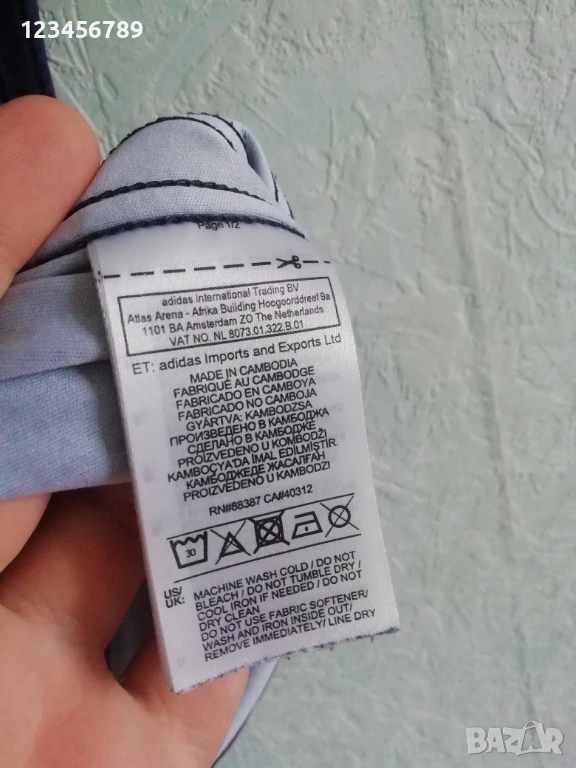 123456789
Page 1/2
adidas International Trading BV
Atlas Arena - Afrika Building Hoogoorddreef 9a
1101 BA Amsterdam ZO The Netherlands
VAT NO. NL 8073.01.322.B.01
ET: adidas Imports and Exports Ltd
MADE IN CAMBODIA
FABRIQUÉ AU CAMBODGE
FABRICADO EN CAMBOYA
FABRICADO NO CAMBOJA
GYÁRTVA: KAMBODZSA
ПРОИЗВЕДЕНО В КАМБОДЖА
СДЕЛАНО В КАМБОДЖЕ
PROIZVEDENO U KOMBODŽI
KAMBOÇYA'DA İMAL EDİLMİŞTİR
КАМБОДЖЕДЕ ЖАСАЛҒАН
PROIZVEDENO U KAMBODZI
RN#88387 CA#40312
30
US/
UK:
MACHINE WASH COLD / DO NOT
BLEACH / DO NOT TUMBLE DRY /
COOL IRON IF NEEDED / DO NOT
DRY CLEAN
DO NOT USE FABRIC SOFTENER/
WASH AND IRON INSIDE OUT/
REMOVE IMMEDIATELY/ LINE DRY
BAZAR